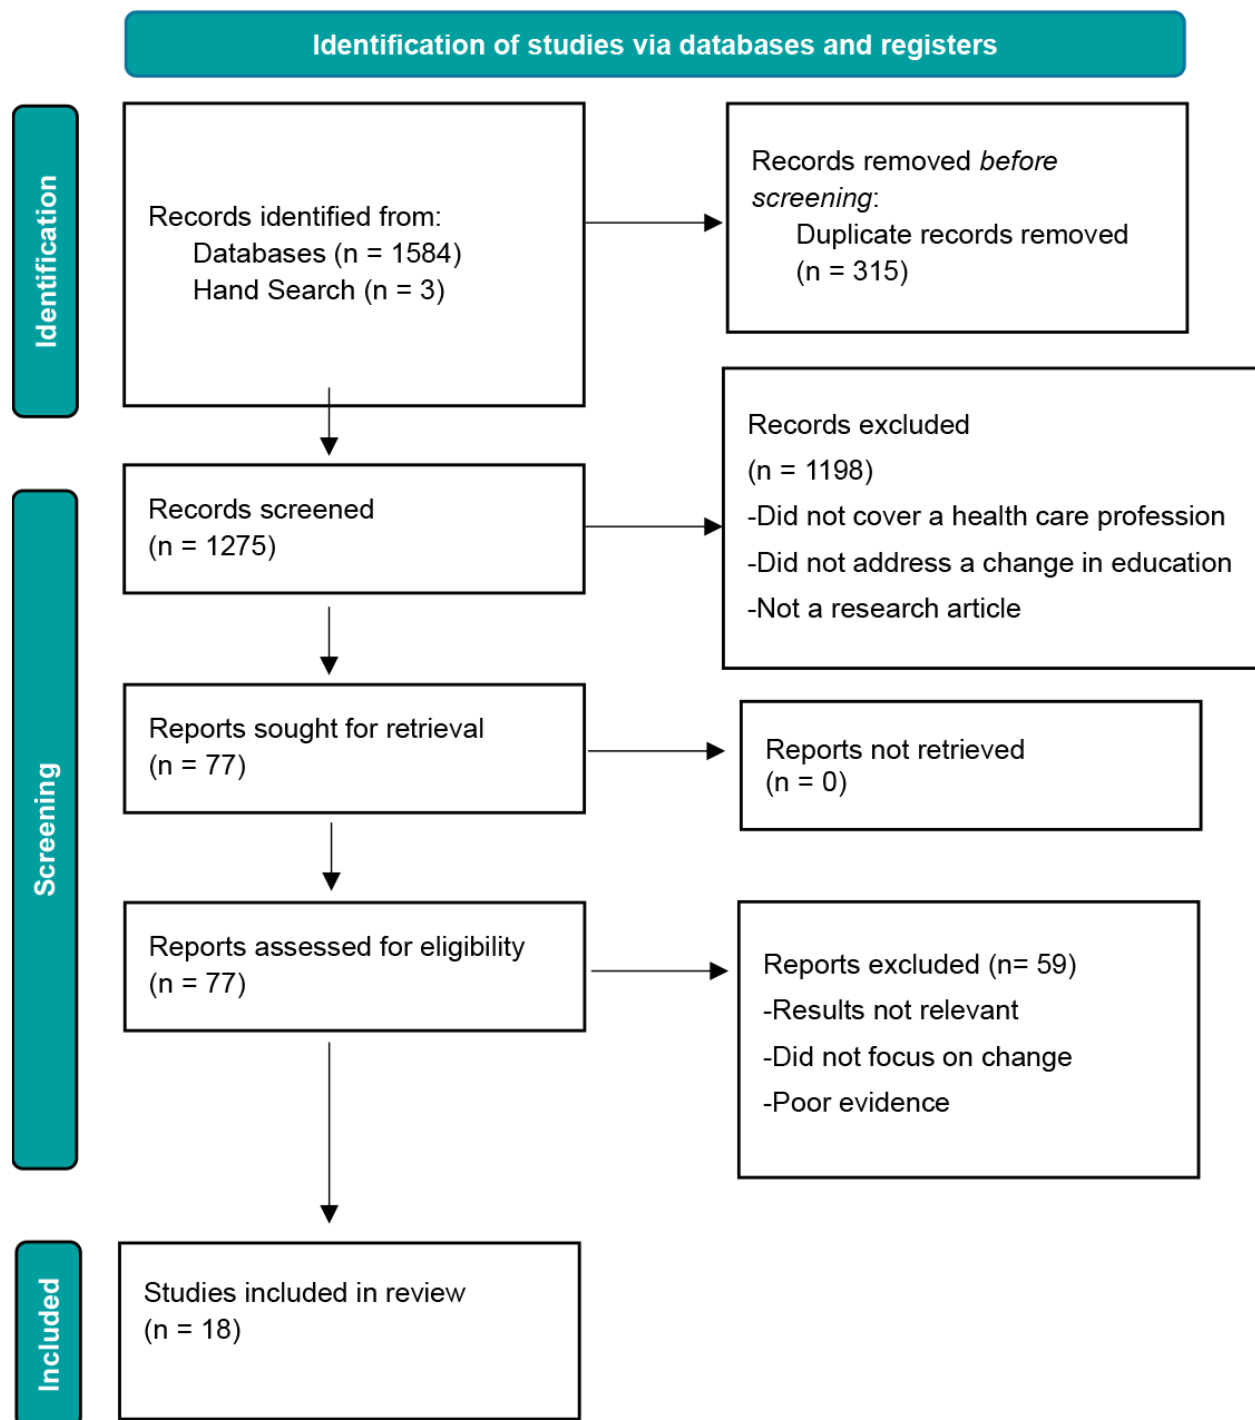 Identification of studies via databases and registers
Identification
Records identified from:
Databases (n = 1584)
Hand Search (n = 3)
Records removed before
screening:
Duplicate records removed
(n = 315)
Screening
Records screened
(n = 1275)
Records excluded
(n = 1198)
-Did not cover a health care profession
-Did not address a change in education
-Not a research article
Reports sought for retrieval
(n = 77)
Reports not retrieved
(n = 0)
Reports assessed for eligibility
(n = 77)
Reports excluded (n= 59)
-Results not relevant
-Did not focus on change
-Poor evidence
Included
Studies included in review
(n = 18)